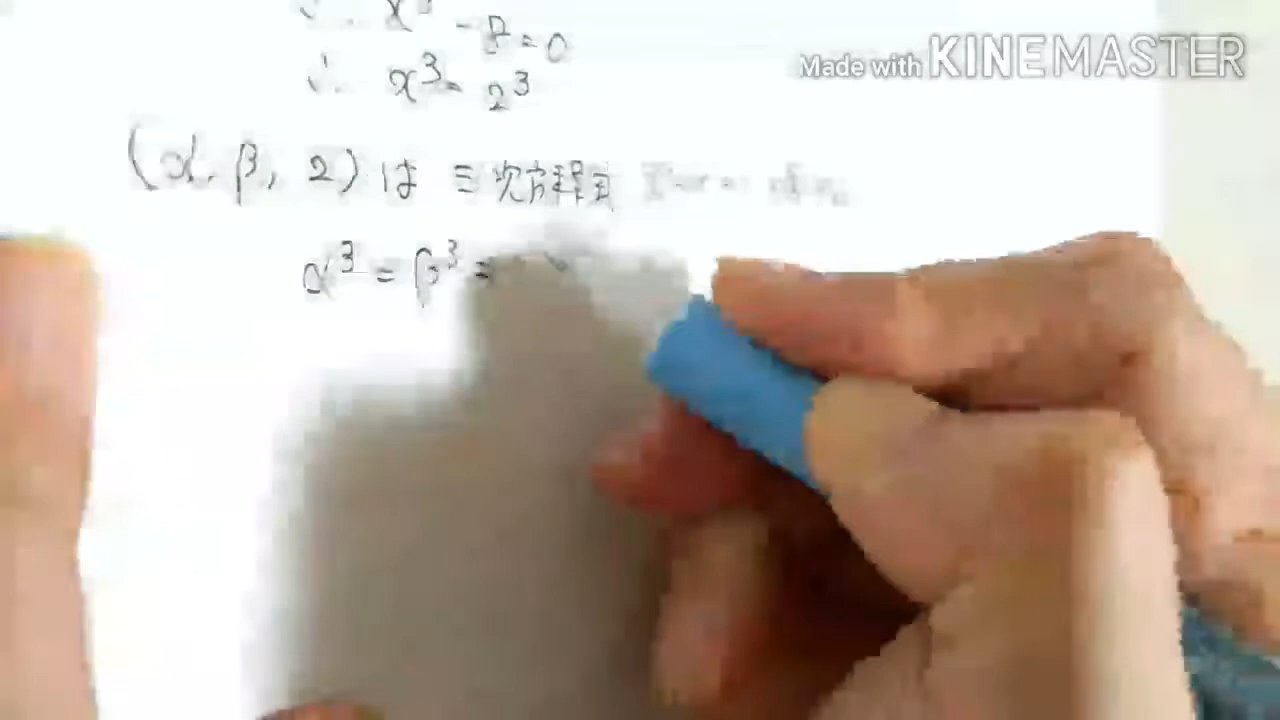 ∴ x³ - 8 = 0
Made with KINEMASTER
∴ x³ = 2³
(α, β, 2) は 三次方程式
α³ = β³ =